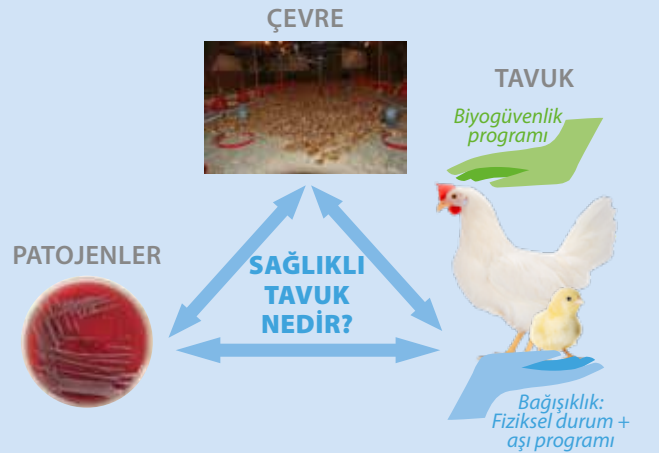 ÇEVRE
TAVUK
Biyogüvenlik
programı
PATOJENLER
SAĞLIKLI
TAVUK
NEDİR?
Bağışıklık:
Fiziksel durum +
aşı programı